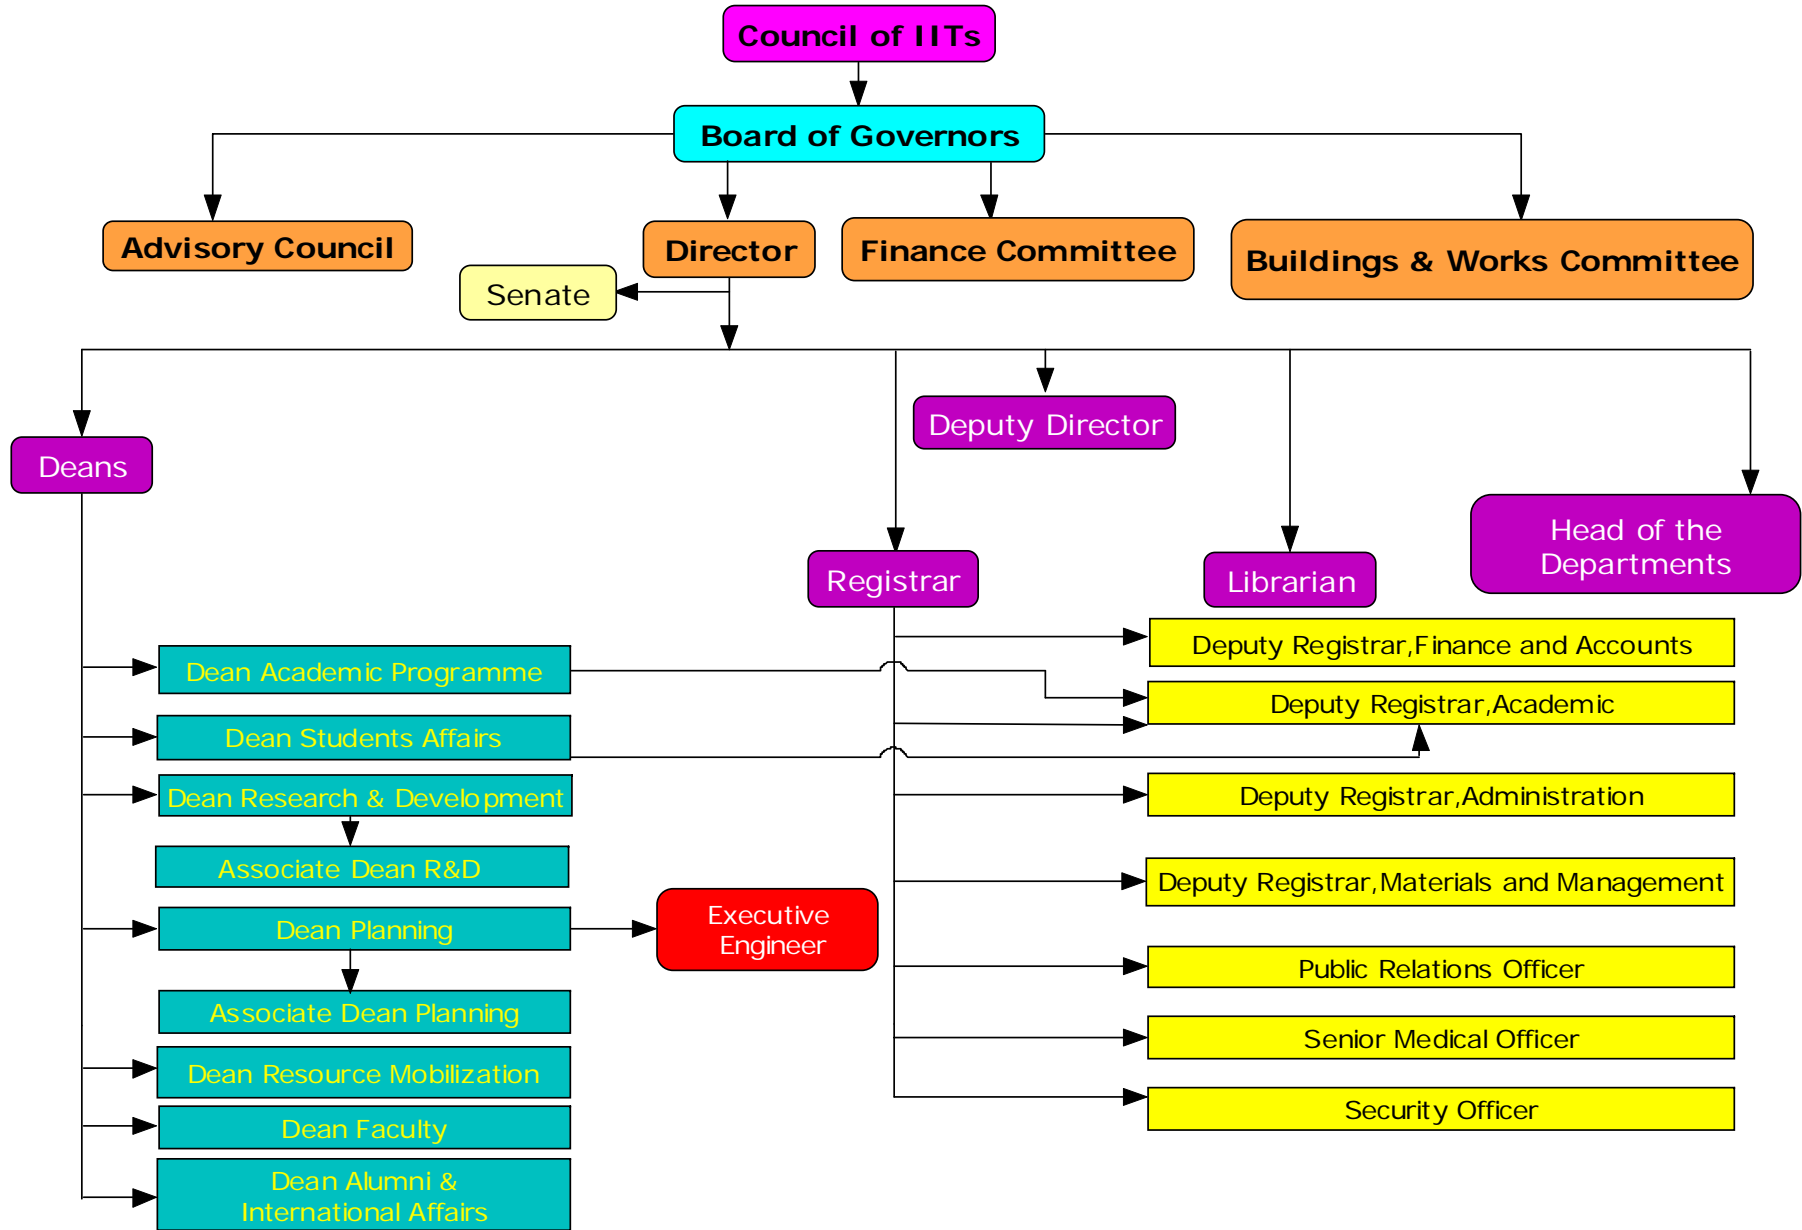 Council of IITs
Board of Governors
Advisory Council
Director
Finance Committee
Buildings & Works Committee
Senate
Deputy Director
Deans
Head of the
Departments
Registrar
Librarian
Dean Academic Programme
Dean Students Affairs
Dean Research & Development
Associate Dean R&D
Dean Planning
Executive
Engineer
Associate Dean Planning
Dean Resource Mobilization
Dean Faculty
Dean Alumni &
International Affairs
Deputy Registrar,Finance and Accounts
Deputy Registrar,Academic
Deputy Registrar,Administration
Deputy Registrar,Materials and Management
Public Relations Officer
Senior Medical Officer
Security Officer